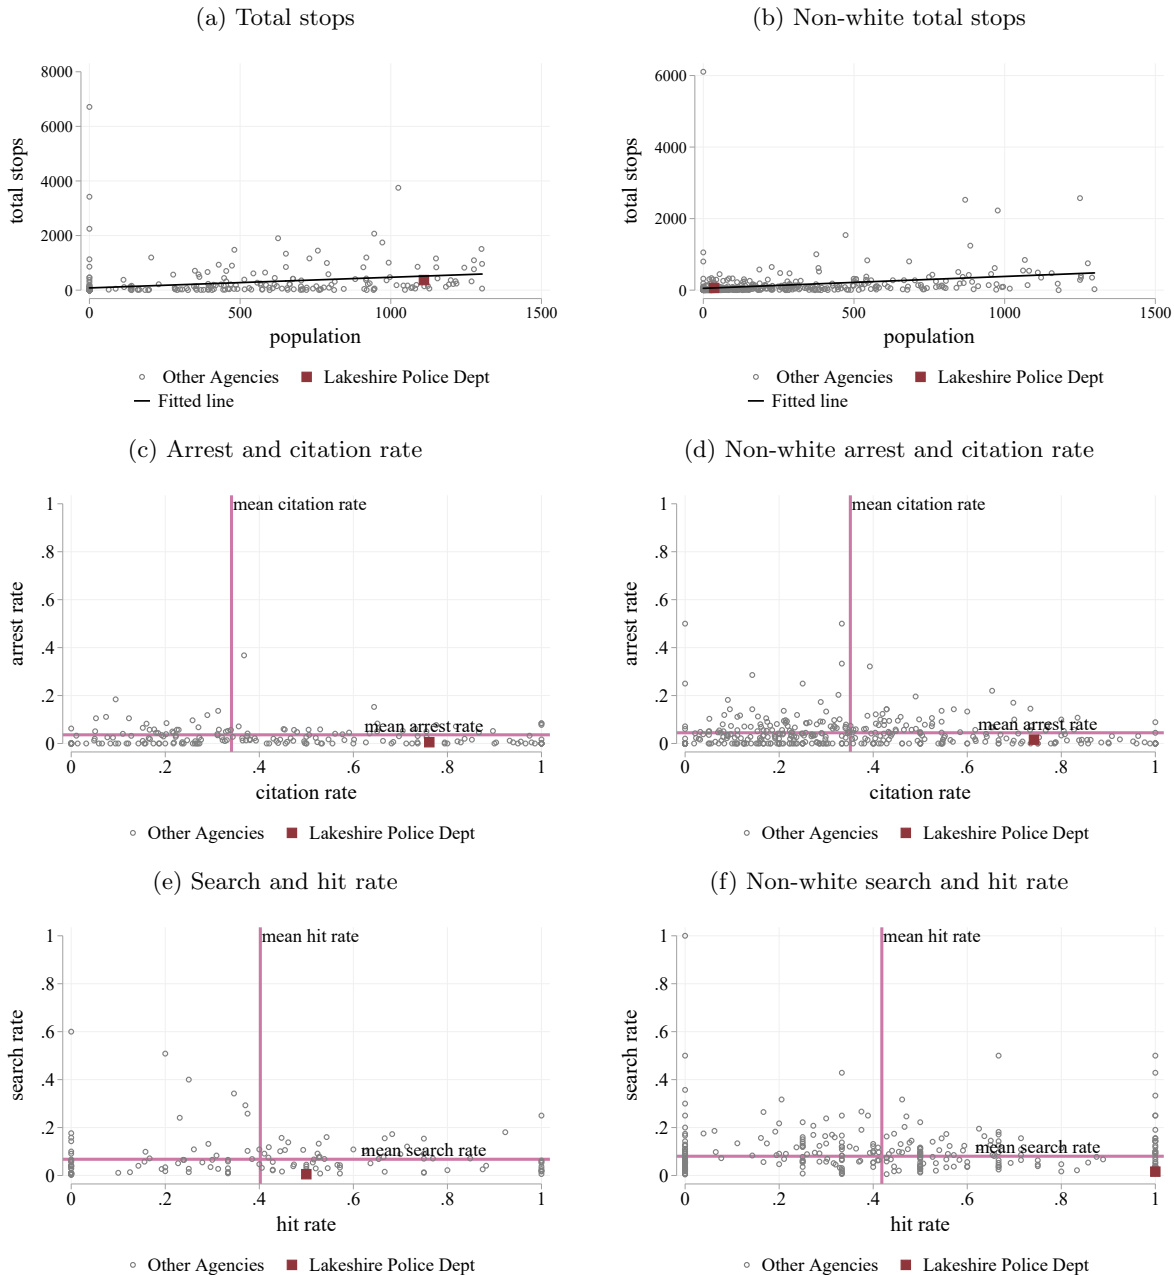 (a) Total stops
(b) Non-white total stops
8000
6000
4000
2000
0
total stops
0 500 1000 1500
population
Other Agencies Lakeshire Police Dept
Fitted line
6000
4000
2000
0
total stops
0 500 1000 1500
population
Other Agencies Lakeshire Police Dept
Fitted line
(c) Arrest and citation rate
(d) Non-white arrest and citation rate
1
.8
.6
.4
.2
0
arrest rate
mean citation rate
mean arrest rate
0 .2 .4 .6 .8 1
citation rate
Other Agencies Lakeshire Police Dept
1
.8
.6
.4
.2
0
arrest rate
mean citation rate
mean arrest rate
0 .2 .4 .6 .8 1
citation rate
Other Agencies Lakeshire Police Dept
(e) Search and hit rate
(f) Non-white search and hit rate
1
.8
.6
.4
.2
0
search rate
mean hit rate
mean search rate
0 .2 .4 .6 .8 1
hit rate
Other Agencies Lakeshire Police Dept
1
.8
.6
.4
.2
0
search rate
mean hit rate
mean search rate
0 .2 .4 .6 .8 1
hit rate
Other Agencies Lakeshire Police Dept